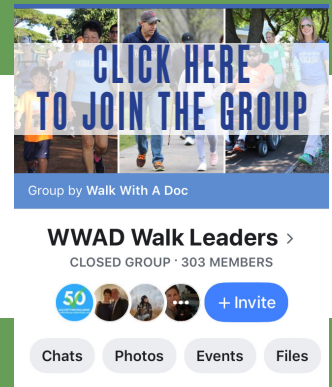 CLICK HERE
TO JOIN THE GROUP
Group by Walk With A Doc
WWAD Walk Leaders >
CLOSED GROUP · 303 MEMBERS
50
+ Invite
Chats
Photos
Events
Files